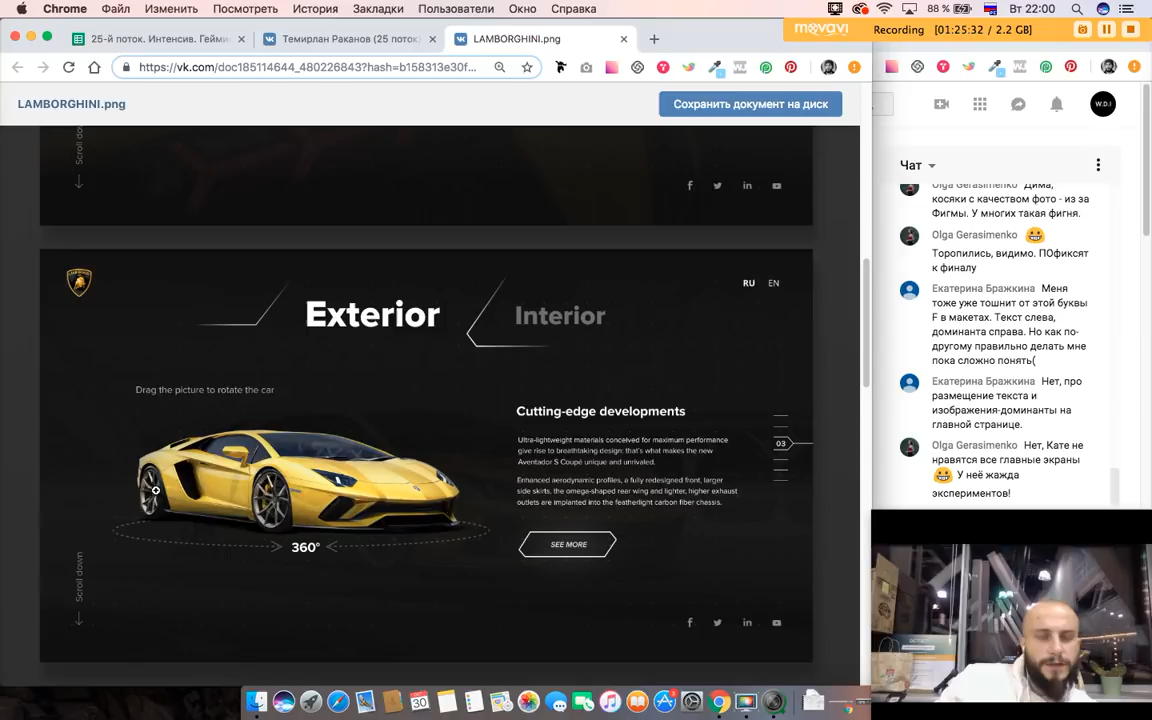 Chrome Файл Изменить Посмотреть История Закладки Пользователи Окно Справка
88 % Вт 22:00
25-й поток. Интенсив. Гейми
Темирлан Раканов (25 поток)
LAMBORGHINI.png
movavi
Recording [01:25:32 / 2.2 GB]
https://vk.com/doc185114644_480226843?hash=b158313e30f...
LAMBORGHINI.png
Сохранить документ на диск
W.D.I
Чат
Olga Gerasimenko Дима,
косяки с качеством фото - из за
Фигмы. У многих такая фигня.
Olga Gerasimenko
Торопились, видимо. ПОфиксят
к финалу
Екатерина Бражкина Меня
тоже уже тошнит от этой буквы
F в макетах. Текст слева,
доминанта справа. Но как по-
другому правильно делать мне
пока сложно понять(
Екатерина Бражкина Нет, про
размещение текста и
изображения-доминанты на
главной странице.
Olga Gerasimenko Нет, Кате не
нравятся все главные экраны
У неё жажда
экспериментов!
Scroll dow
RU EN
Exterior
Interior
Drag the picture to rotate the car
Cutting-edge developments
Ultra-lightweight materials conceived for maximum performance
give rise to breathtaking design: that's what makes the new
Aventador S Coupé unique and unrivaled.
03
Enhanced aerodynamic profiles, a fully redesigned front, larger
side skirts, the omega-shaped rear wing and lighter, higher exhaust
outlets are implanted into the featherlight carbon fiber chassis.
360°
SEE MORE
Scroll down
30
3